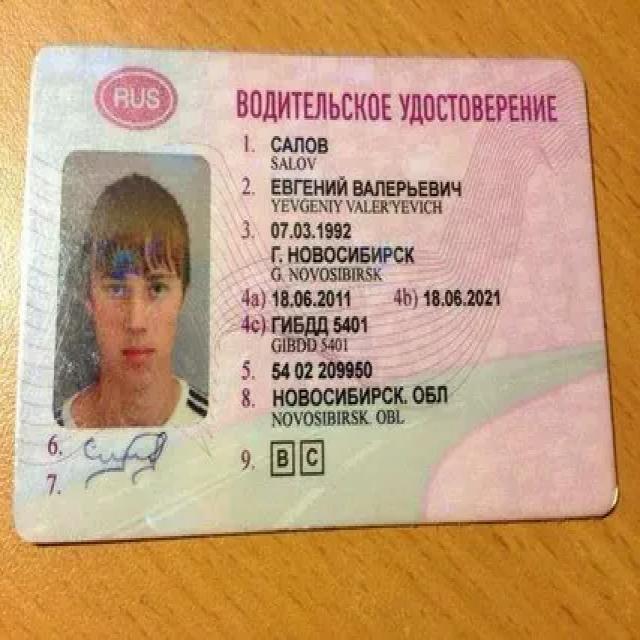 RUS
ВОДИТЕЛЬСКОЕ УДОСТОВЕРЕНИЕ
1. САЛОВ
SALOV
2. ЕВГЕНИЙ ВАЛЕРЬЕВИЧ
YEVGENIY VALER'YEVICH
3. 07.03.1992
Г. НОВОСИБИРСК
G. NOVOSIBIRSK
4a) 18.06.2011 4b) 18.06.2021
4c) ГИБДД 5401
GIBDD 5401
5. 54 02 209950
8. НОВОСИБИРСК. ОБЛ
NOVOSIBIRSK. OBL
6.
7.
9. B C